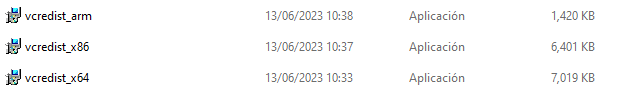 vcredist_arm 13/06/2023 10:38 Aplicación 1,420 KB
vcredist_x86 13/06/2023 10:37 Aplicación 6,401 KB
vcredist_x64 13/06/2023 10:33 Aplicación 7,019 KB